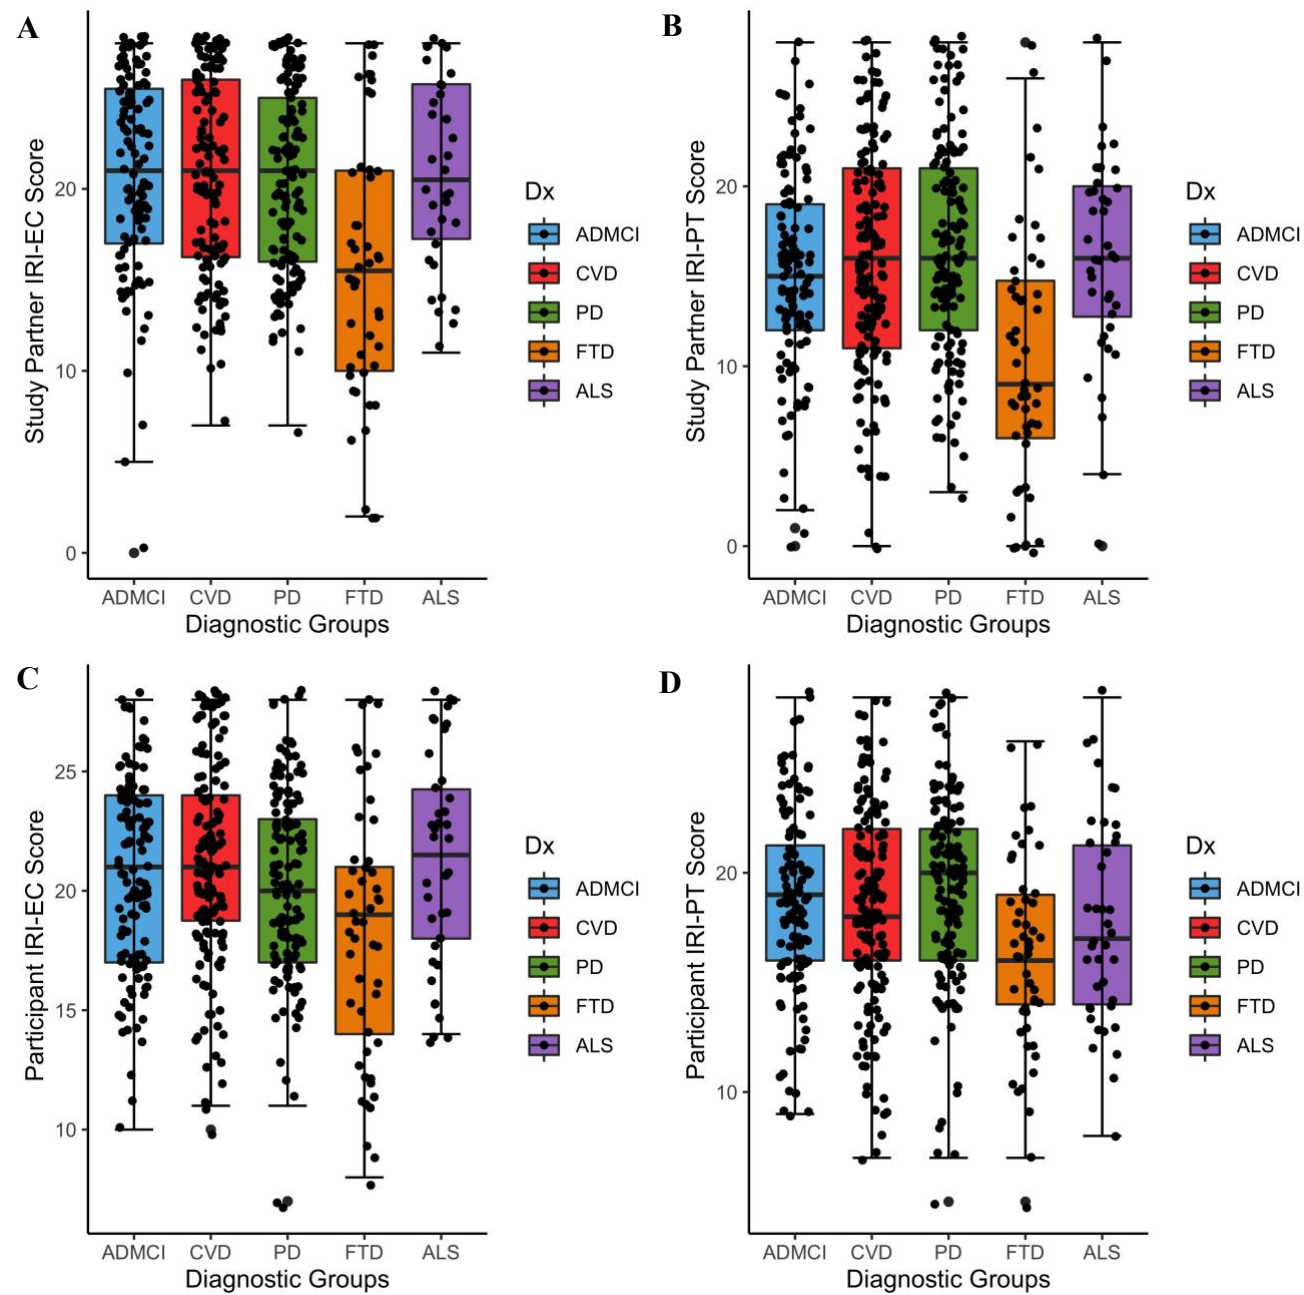 A
Study Partner IRI-EC Score
20
10
0
ADMCI CVD PD FTD ALS
Diagnostic Groups
Dx
ADMCI
CVD
PD
FTD
ALS
B
Study Partner IRI-PT Score
20
10
0
ADMCI CVD PD FTD ALS
Diagnostic Groups
Dx
ADMCI
CVD
PD
FTD
ALS
C
Participant IRI-EC Score
25
20
15
10
ADMCI CVD PD FTD ALS
Diagnostic Groups
Dx
ADMCI
CVD
PD
FTD
ALS
D
Participant IRI-PT Score
20
10
ADMCI CVD PD FTD ALS
Diagnostic Groups
Dx
ADMCI
CVD
PD
FTD
ALS